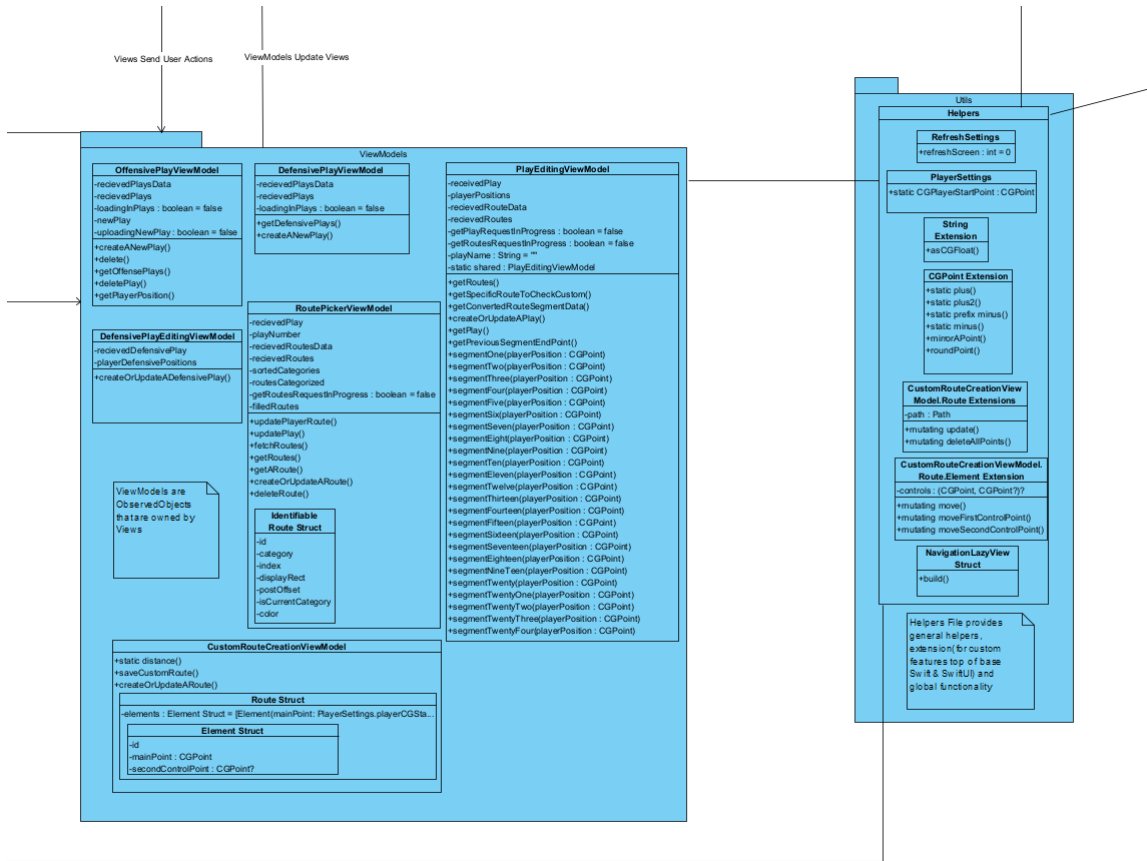 Views Send User Actions
ViewModels Update Views
ViewModels
OffensivePlayViewModel
-recievedPlaysData
-recievedPlays
-loadingInPlays : boolean = false
-newPlay
-uploadingNewPlay : boolean = false
+createANewPlay()
+delete()
+getOffensePlays()
+deletePlay()
+getPlayerPosition()
DefensivePlayViewModel
-recievedPlaysData
-recievedPlays
-loadingInPlays : boolean = false
+getDefensivePlays()
+createANewPlay()
PlayEditingViewModel
-receivedPlay
-playerPositions
-recievedRouteData
-recievedRoutes
-getPlayRequestInProgress : boolean = false
-getRoutesRequestInProgress : boolean = false
-playName : String = ""
-static shared : PlayEditingViewModel
+getRoutes()
+getSpecificRouteToCheckCustom()
+getConvertedRouteSegmentData()
+createOrUpdateAPlay()
+getPlay()
+getPreviousSegmentEndPoint()
+segmentOne(playerPosition : CGPoint)
+segmentTwo(playerPosition : CGPoint)
+segmentThree(playerPosition : CGPoint)
+segmentFour(playerPosition : CGPoint)
+segmentFive(playerPosition : CGPoint)
+segmentSix(playerPosition : CGPoint)
+segmentSeven(playerPosition : CGPoint)
+segmentEight(playerPosition : CGPoint)
+segmentNine(playerPosition : CGPoint)
+segmentTen(playerPosition : CGPoint)
+segmentEleven(playerPosition : CGPoint)
+segmentTwelve(playerPosition : CGPoint)
+segmentThirteen(playerPosition : CGPoint)
+segmentFourteen(playerPosition : CGPoint)
+segmentFifteen(playerPosition : CGPoint)
+segmentSixteen(playerPosition : CGPoint)
+segmentSeventeen(playerPosition : CGPoint)
+segmentEighteen(playerPosition : CGPoint)
+segmentNineTeen(playerPosition : CGPoint)
+segmentTwenty(playerPosition : CGPoint)
+segmentTwentyOne(playerPosition : CGPoint)
+segmentTwentyTwo(playerPosition : CGPoint)
+segmentTwentyThree(playerPosition : CGPoint)
+segmentTwentyFour(playerPosition : CGPoint)
DefensivePlayEditingViewModel
-recievedDefensivePlay
-playerDefensivePositions
+createOrUpdateADefensivePlay()
RoutePickerViewModel
-recievedPlay
-playNumber
-recievedRoutesData
-recievedRoutes
-sortedCategories
-routesCategorized
-getRoutesRequestInProgress : boolean = false
-filledRoutes
+updatePlayerRoute()
+updatePlay()
+fetchRoutes()
+getRoutes()
+getARoute()
+createOrUpdateARoute()
+deleteRoute()
Identifiable
Route Struct
-id
-category
-index
-displayRect
-postOffset
-isCurrentCategory
-color
ViewModels are
ObservedObjects
that are owned by
Views
CustomRouteCreationViewModel
+static distance()
+saveCustomRoute()
+createOrUpdateARoute()
Route Struct
-elements : Element Struct = [Element(mainPoint: PlayerSettings.playerCGSta...
Element Struct
-id
-mainPoint : CGPoint
-secondControlPoint : CGPoint?
Utils
Helpers
RefreshSettings
+refreshScreen : int = 0
PlayerSettings
+static CGPlayerStartPoint : CGPoint
String
Extension
+asCGFloat()
CGPoint Extension
+static plus()
+static plus2()
+static prefix minus()
+static minus()
+mirrorAPoint()
+roundPoint()
CustomRouteCreationView
Model.Route Extensions
-path : Path
+mutating update()
+mutating deleteAllPoints()
CustomRouteCreationViewModel.
Route.Element Extension
-controls : (CGPoint, CGPoint?)?
+mutating move()
+mutating moveFirstControlPoint()
+mutating moveSecondControlPoint()
NavigationLazyView
Struct
+build()
Helpers File provides
general helpers,
extension(for custom
features top of base
Swift & SwiftUI) and
global functionality